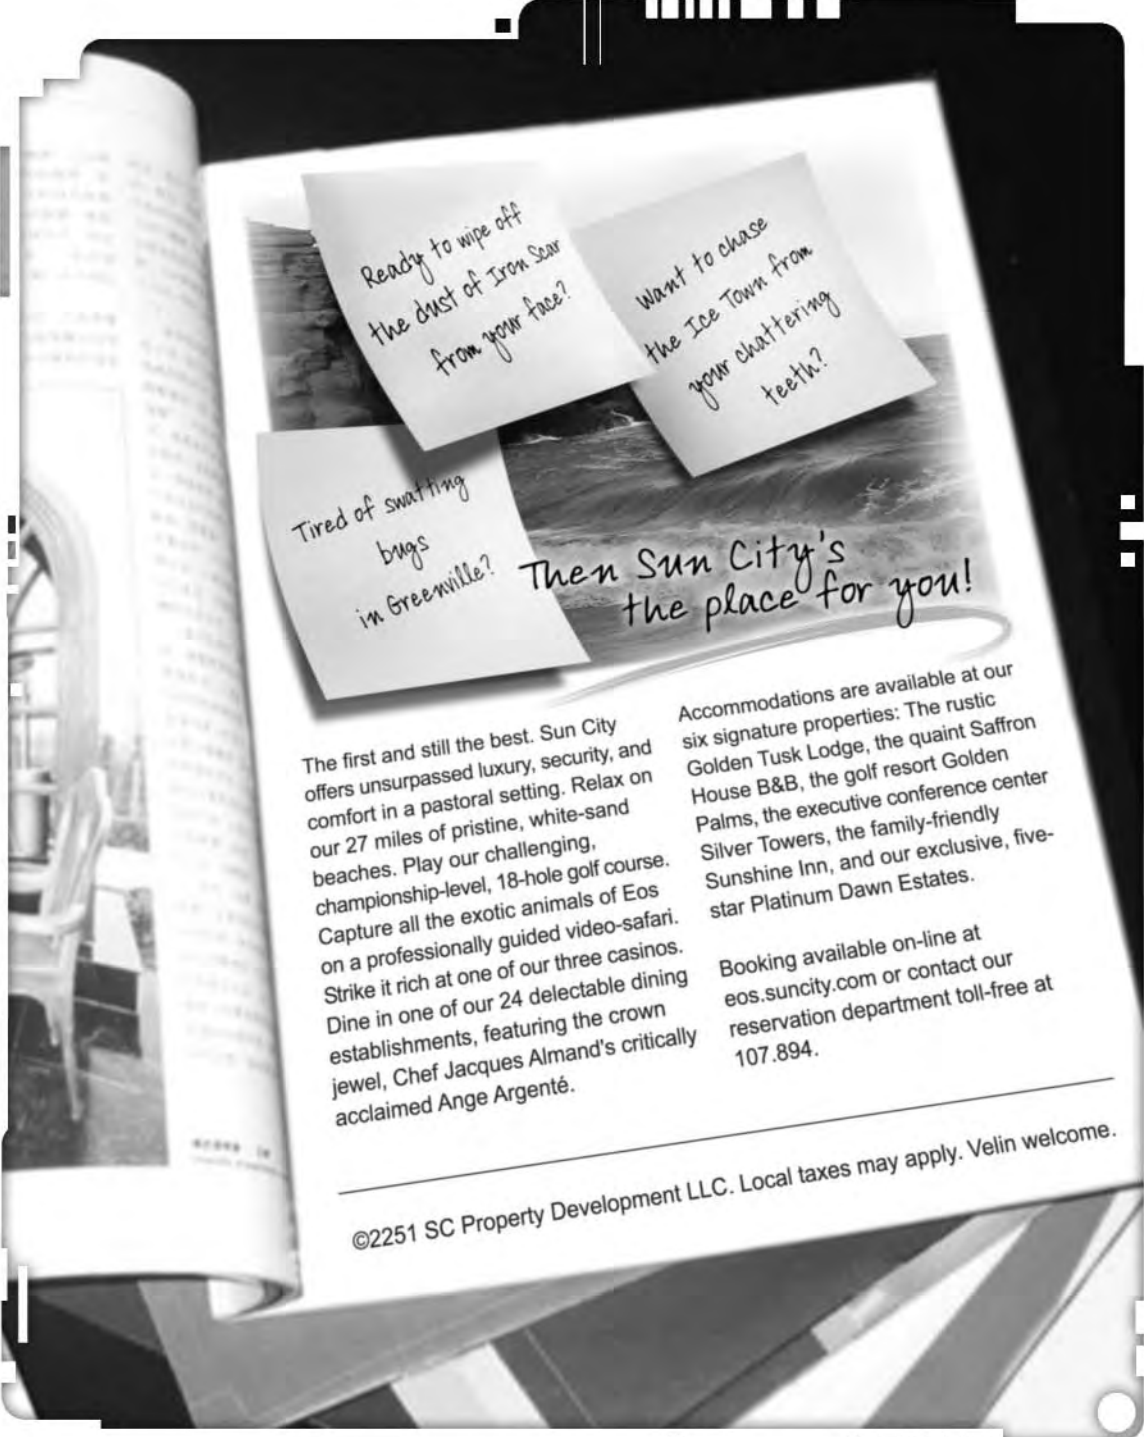 Ready to wipe off
the dust of Iron Scar
from your face?
Want to chase
the Ice Town from
your chattering
teeth?
Tired of swatting
bugs
in Greenville?
Then Sun City's
the place for you!
The first and still the best. Sun City
offers unsurpassed luxury, security, and
comfort in a pastoral setting. Relax on
our 27 miles of pristine, white-sand
beaches. Play our challenging,
championship-level, 18-hole golf course.
Capture all the exotic animals of Eos
on a professionally guided video-safari.
Strike it rich at one of our three casinos.
Dine in one of our 24 delectable dining
establishments, featuring the crown
jewel, Chef Jacques Almand's critically
acclaimed Ange Argenté.
Accommodations are available at our
six signature properties: The rustic
Golden Tusk Lodge, the quaint Saffron
House B&B, the golf resort Golden
Palms, the executive conference center
Silver Towers, the family-friendly
Sunshine Inn, and our exclusive, five-
star Platinum Dawn Estates.
Booking available on-line at
eos.suncity.com or contact our
reservation department toll-free at
107.894.
©2251 SC Property Development LLC. Local taxes may apply. Velin welcome.